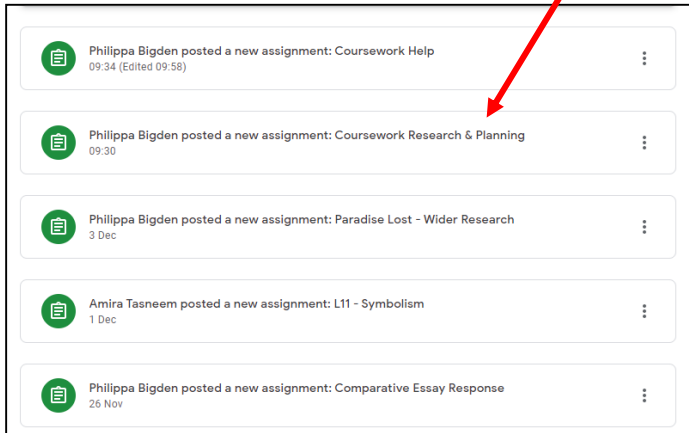 Philippa Bigden posted a new assignment: Coursework Help
09:34 (Edited 09:58)
Philippa Bigden posted a new assignment: Coursework Research & Planning
09:30
Philippa Bigden posted a new assignment: Paradise Lost - Wider Research
3 Dec
Amira Tasneem posted a new assignment: L11 - Symbolism
1 Dec
Philippa Bigden posted a new assignment: Comparative Essay Response
26 Nov